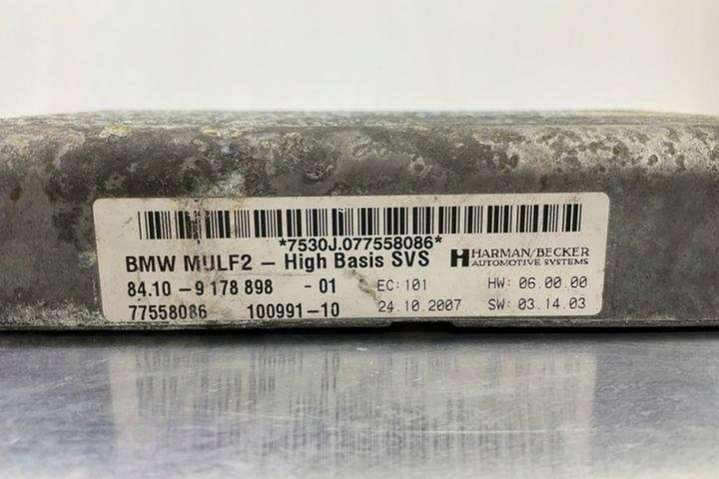 *7530J.077558086*
BMW MULF2 – High Basis SVS HARMAN/BECKER
AUTOMOTIVE SYSTEMS
84.10 – 9 178 898 – 01 EC: 101 HW: 06.00.00
77558086 100991–10 24.10.2007 SW: 03.14.03